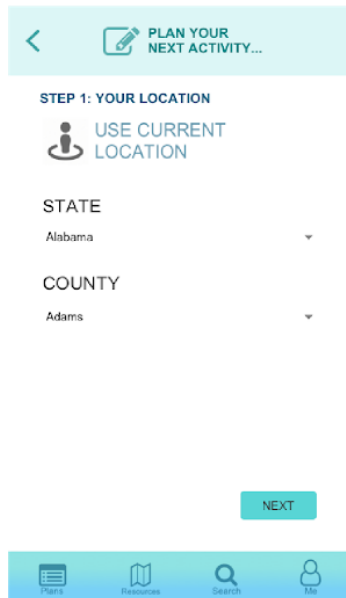 PLAN YOUR
NEXT ACTIVITY...
STEP 1: YOUR LOCATION
USE CURRENT
LOCATION
STATE
Alabama
COUNTY
Adams
NEXT
Plans
Resources
Search
Me